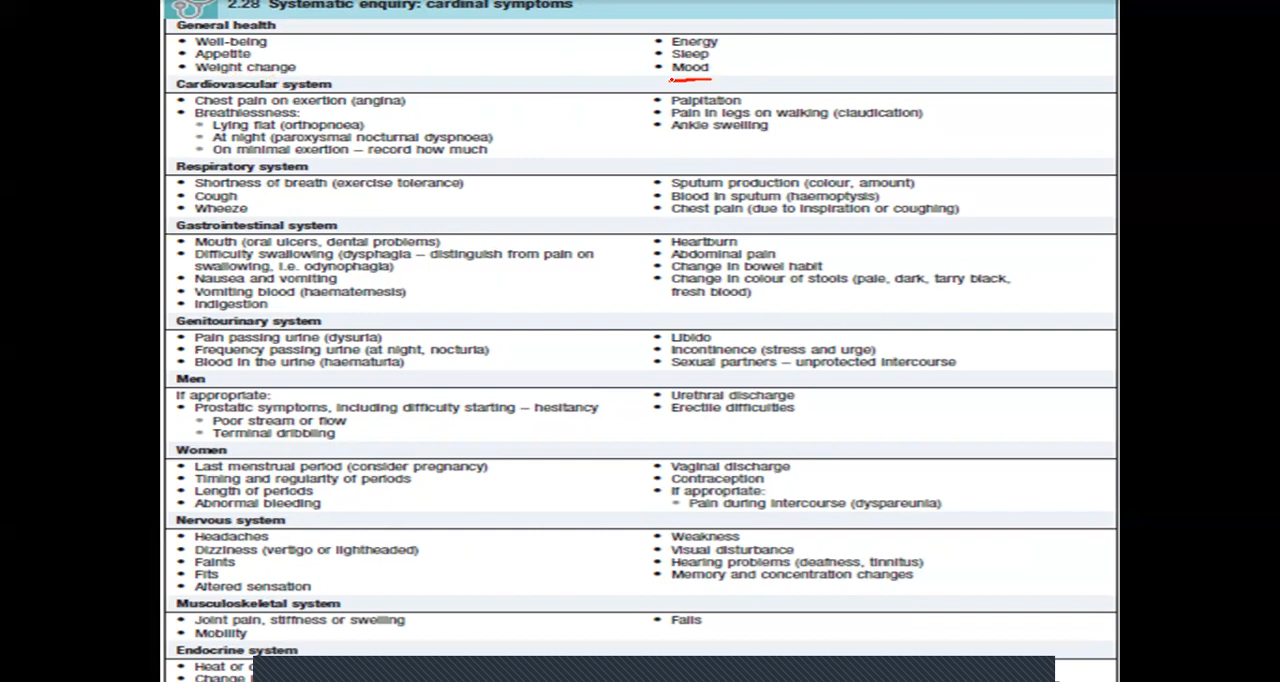 2.28 Systematic enquiry: cardinal symptoms
General health
• Well-being
• Appetite
• Weight change
• Energy
• Sleep
• Mood
Cardiovascular system
• Chest pain on exertion (angina)
• Breathlessness:
• Lying flat (orthopnoea)
• At night (paroxysmal nocturnal dyspnoea)
• On minimal exertion – record how much
• Palpitation
• Pain in legs on walking (claudication)
• Ankle swelling
Respiratory system
• Shortness of breath (exercise tolerance)
• Cough
• Wheeze
• Sputum production (colour, amount)
• Blood in sputum (haemoptysis)
• Chest pain (due to inspiration or coughing)
Gastrointestinal system
• Mouth (oral ulcers, dental problems)
• Difficulty swallowing (dysphagia – distinguish from pain on
swallowing, i.e. odynophagia)
• Nausea and vomiting
• Vomiting blood (haematemesis)
• Indigestion
• Heartburn
• Abdominal pain
• Change in bowel habit
• Change in colour of stools (pale, dark, tarry black,
fresh blood)
Genitourinary system
• Pain passing urine (dysuria)
• Frequency passing urine (at night, nocturia)
• Blood in the urine (haematuria)
• Libido
• Incontinence (stress and urge)
• Sexual partners – unprotected intercourse
Men
If appropriate:
• Prostatic symptoms, including difficulty starting – hesitancy
• Poor stream or flow
• Terminal dribbling
• Urethral discharge
• Erectile difficulties
Women
• Last menstrual period (consider pregnancy)
• Timing and regularity of periods
• Length of periods
• Abnormal bleeding
• Vaginal discharge
• Contraception
• If appropriate:
• Pain during intercourse (dyspareunia)
Nervous system
• Headaches
• Dizziness (vertigo or lightheaded)
• Faints
• Fits
• Altered sensation
• Weakness
• Visual disturbance
• Hearing problems (deafness, tinnitus)
• Memory and concentration changes
Musculoskeletal system
• Joint pain, stiffness or swelling
• Mobility
• Falls
Endocrine system
• Heat or
• Change